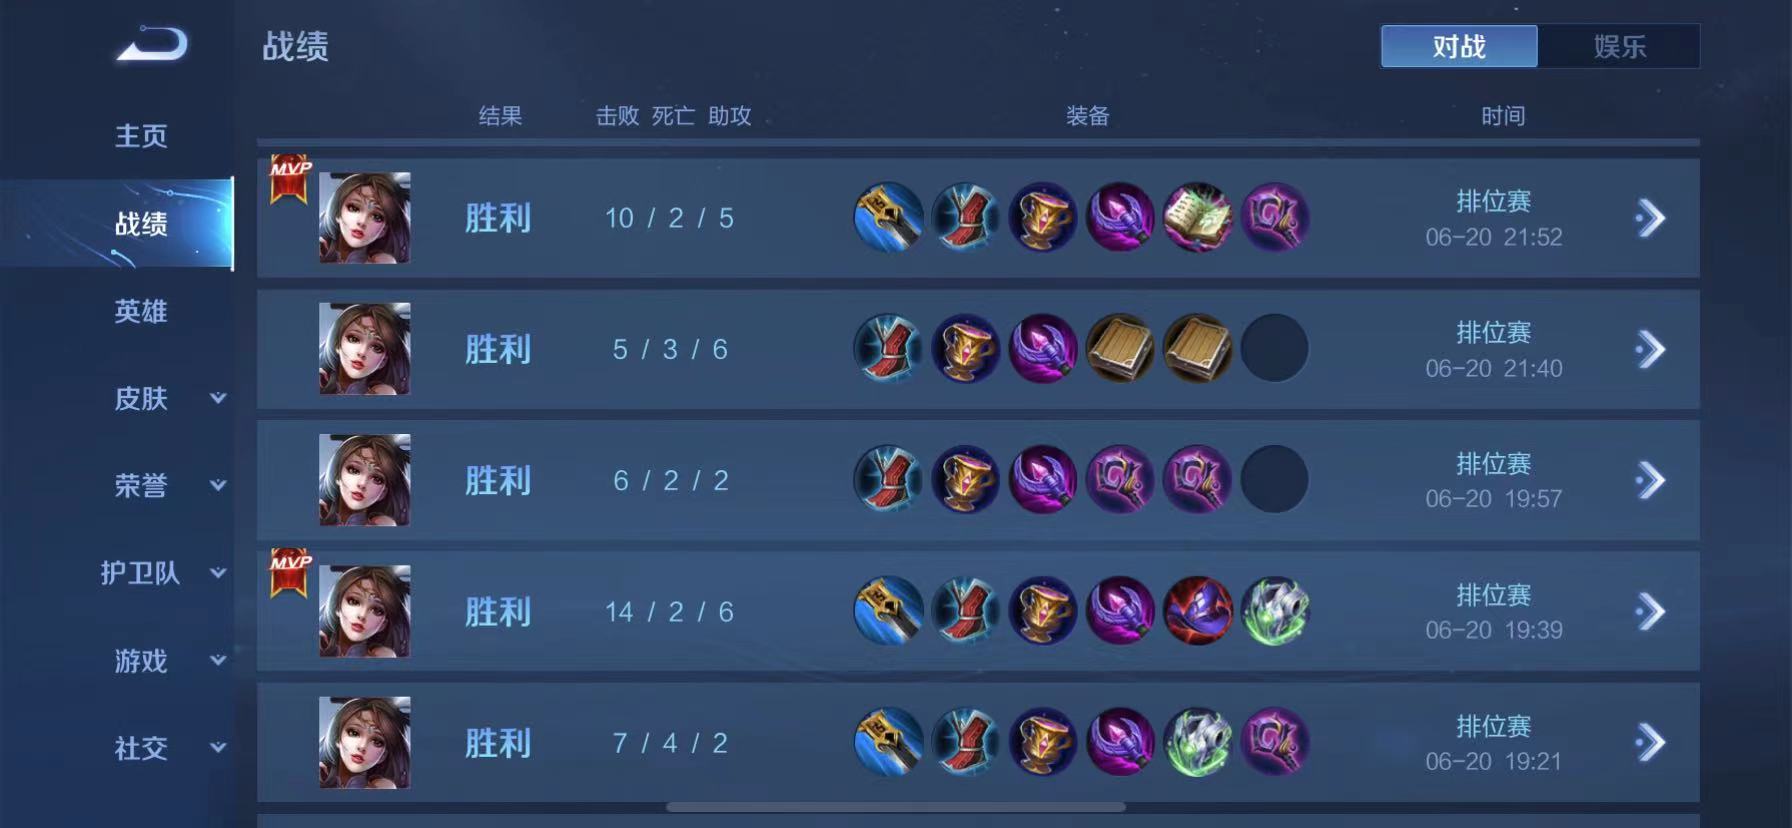 战绩
对战
娱乐
结果
击败 死亡 助攻
装备
时间
主页
战绩
英雄
皮肤
荣誉
护卫队
游戏
社交
MVP
胜利
10 / 2 / 5
排位赛
06-20 21:52
胜利
5 / 3 / 6
排位赛
06-20 21:40
胜利
6 / 2 / 2
排位赛
06-20 19:57
MVP
胜利
14 / 2 / 6
排位赛
06-20 19:39
胜利
7 / 4 / 2
排位赛
06-20 19:21